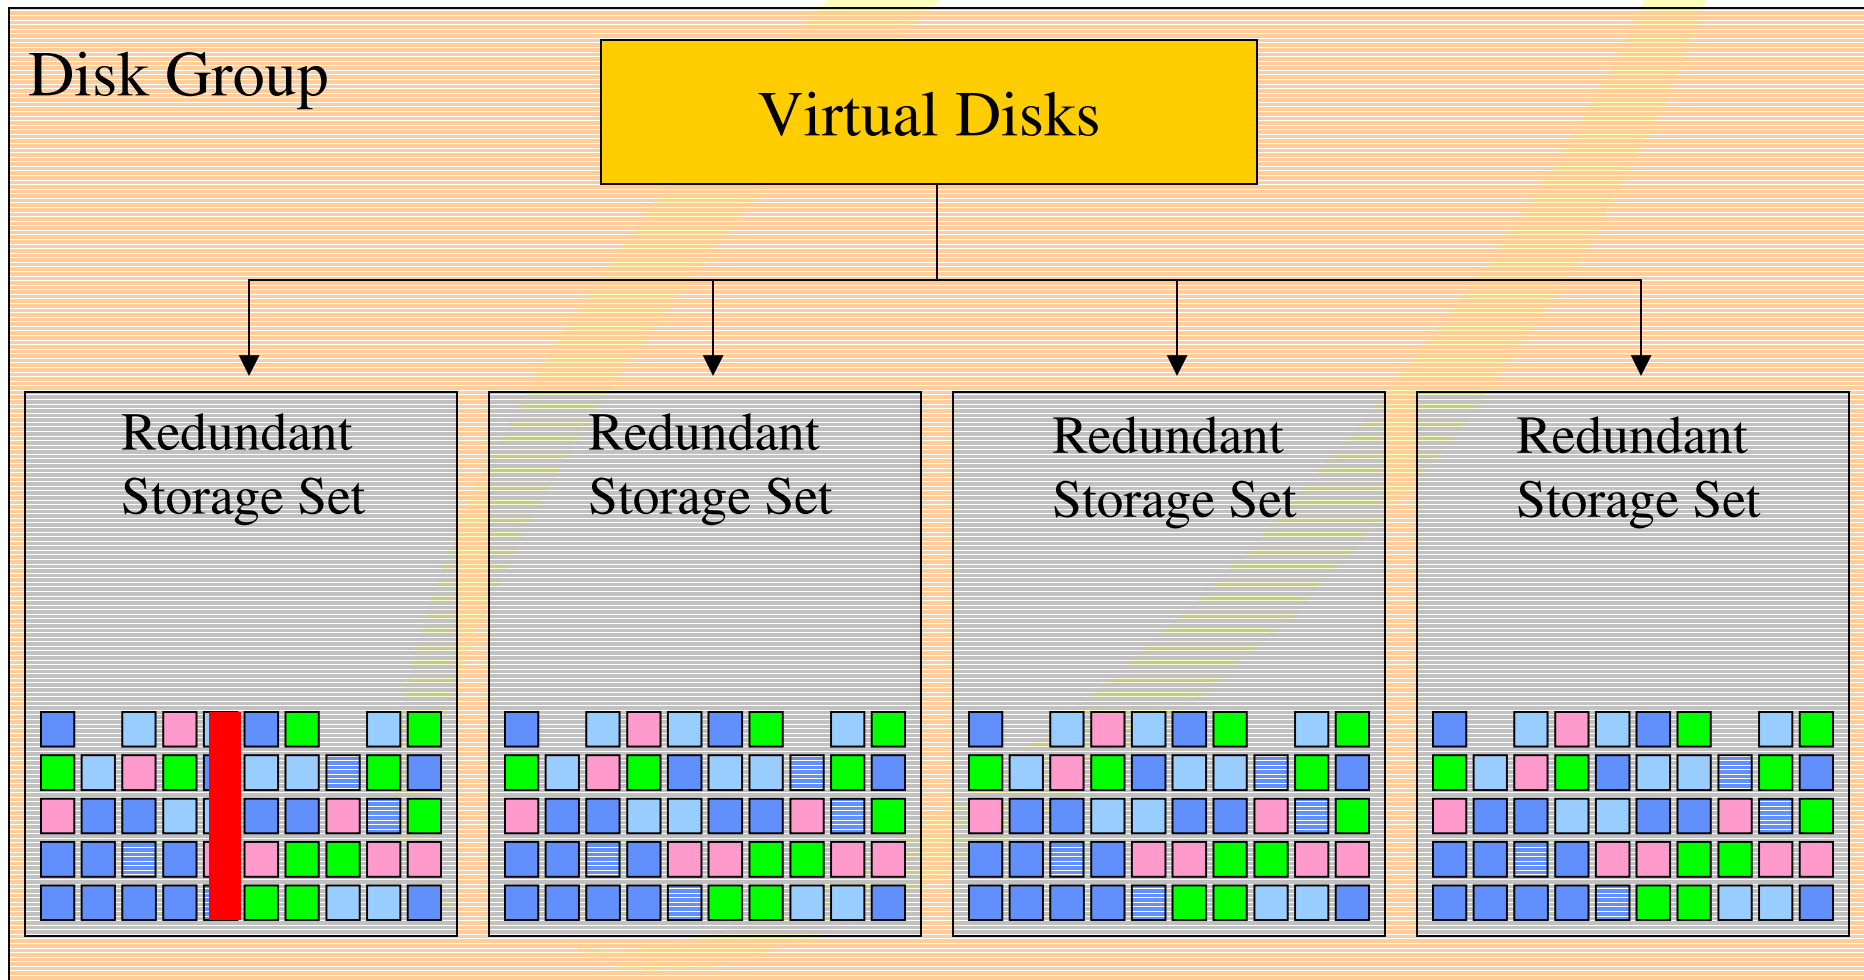 Disk Group
Virtual Disks
Redundant
Storage Set
Redundant
Storage Set
Redundant
Storage Set
Redundant
Storage Set